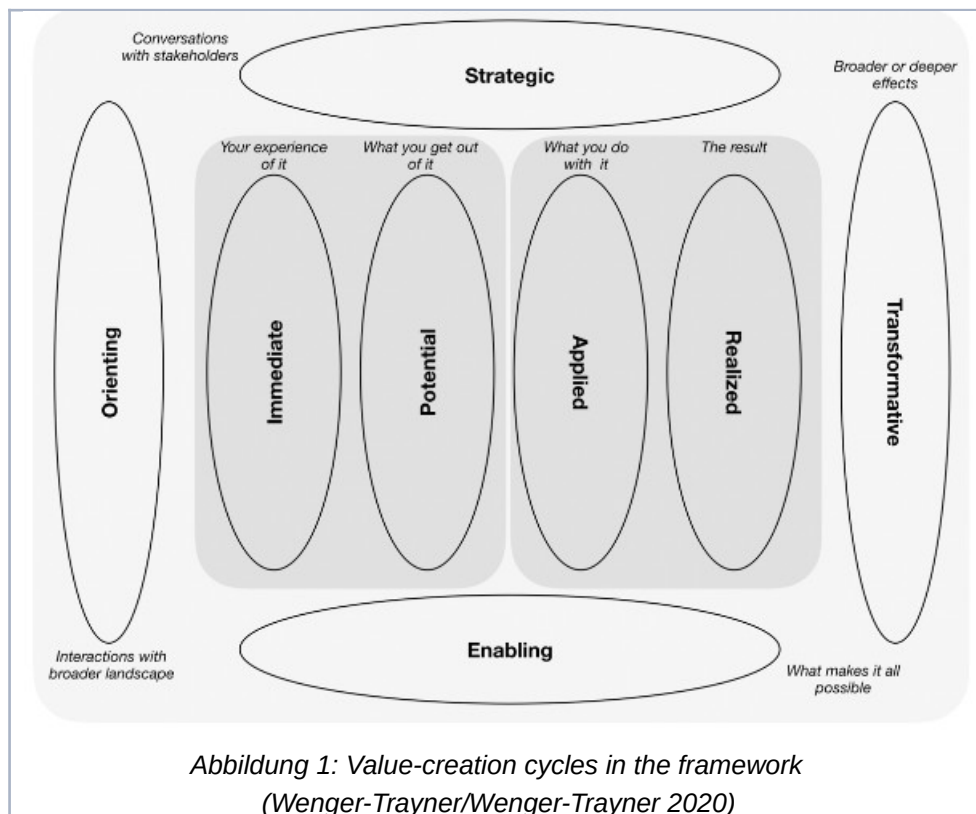 Conversations
with stakeholders
Strategic
Broader or deeper
effects
Your experience
of it
What you get out
of it
What you do
with it
The result
Orienting
Immediate
Potential
Applied
Realized
Transformative
Interactions with
broader landscape
Enabling
What makes it all
possible
Abbildung 1: Value-creation cycles in the framework
(Wenger-Trayner/Wenger-Trayner 2020)